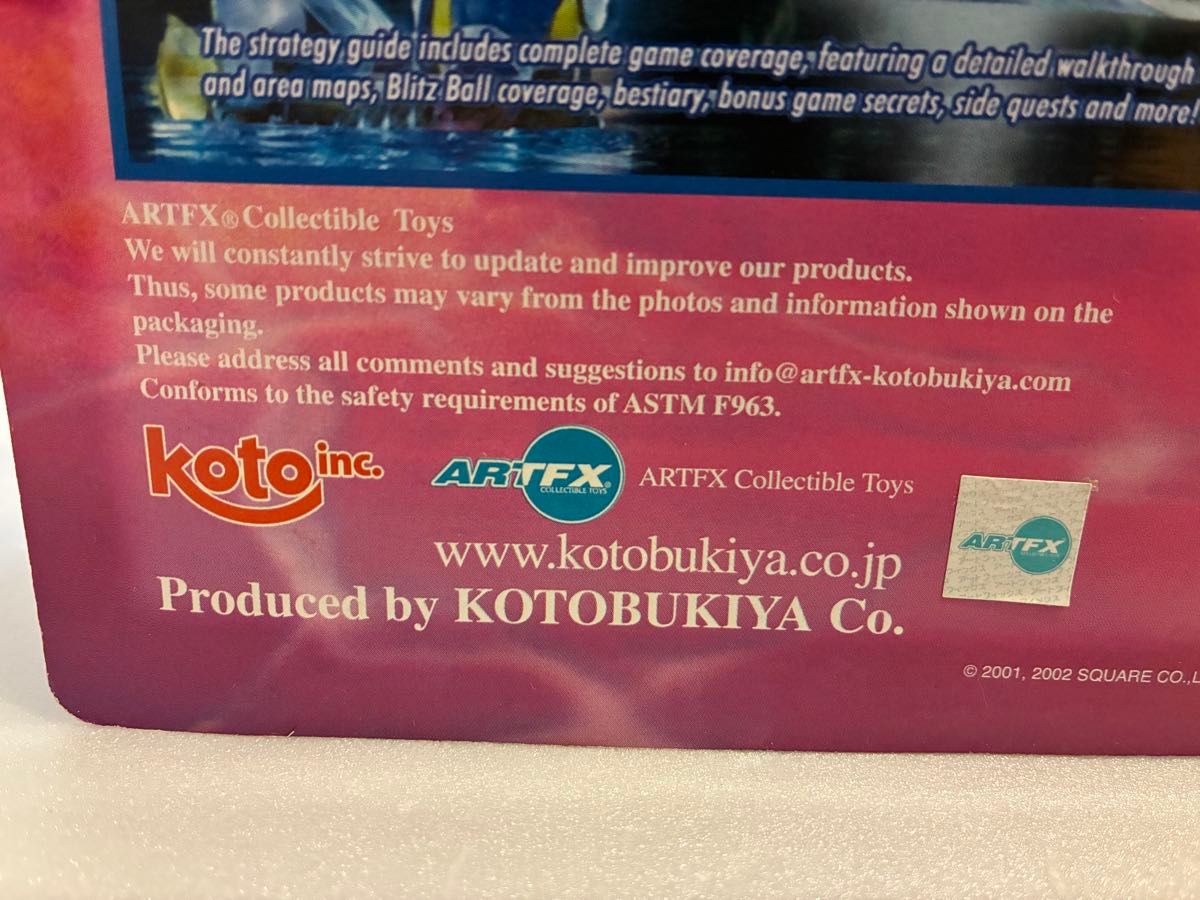 The strategy guide includes complete game coverage, featuring a detailed walkthrough
and area maps, Blitz Ball coverage, bestiary, bonus game secrets, side quests and more!
ARTFX® Collectible Toys
We will constantly strive to update and improve our products.
Thus, some products may vary from the photos and information shown on the
packaging.
Please address all comments and suggestions to info@artfx-kotobukiya.com
Conforms to the safety requirements of ASTM F963.
koto inc.
ARTFX®
COLLECTIBLE TOYS
ARTFX Collectible Toys
ARTFX
www.kotobukiya.co.jp
Produced by KOTOBUKIYA Co.
© 2001, 2002 SQUARE CO.,L